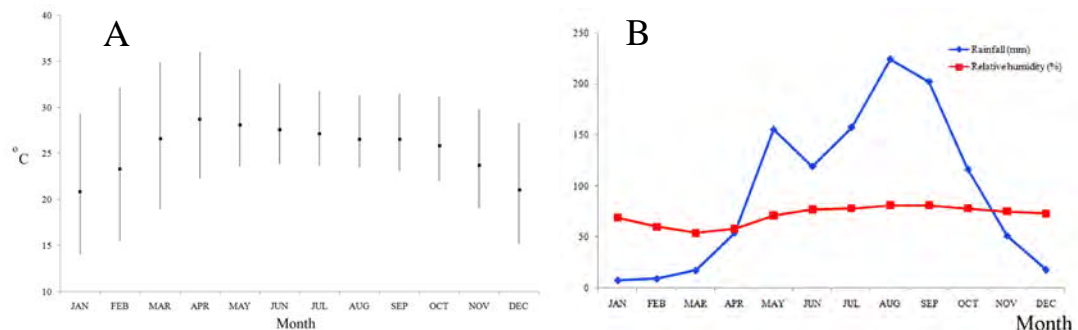 A
40
35
30
25
20
15
10
°C
JAN FEB MAR APR MAY JUN JUL AUG SEP OCT NOV DEC
Month
B
250
200
150
100
50
0
Rainfall (mm)
Relative humidity (%)
JAN FEB MAR APR MAY JUN JUL AUG SEP OCT NOV DEC
Month